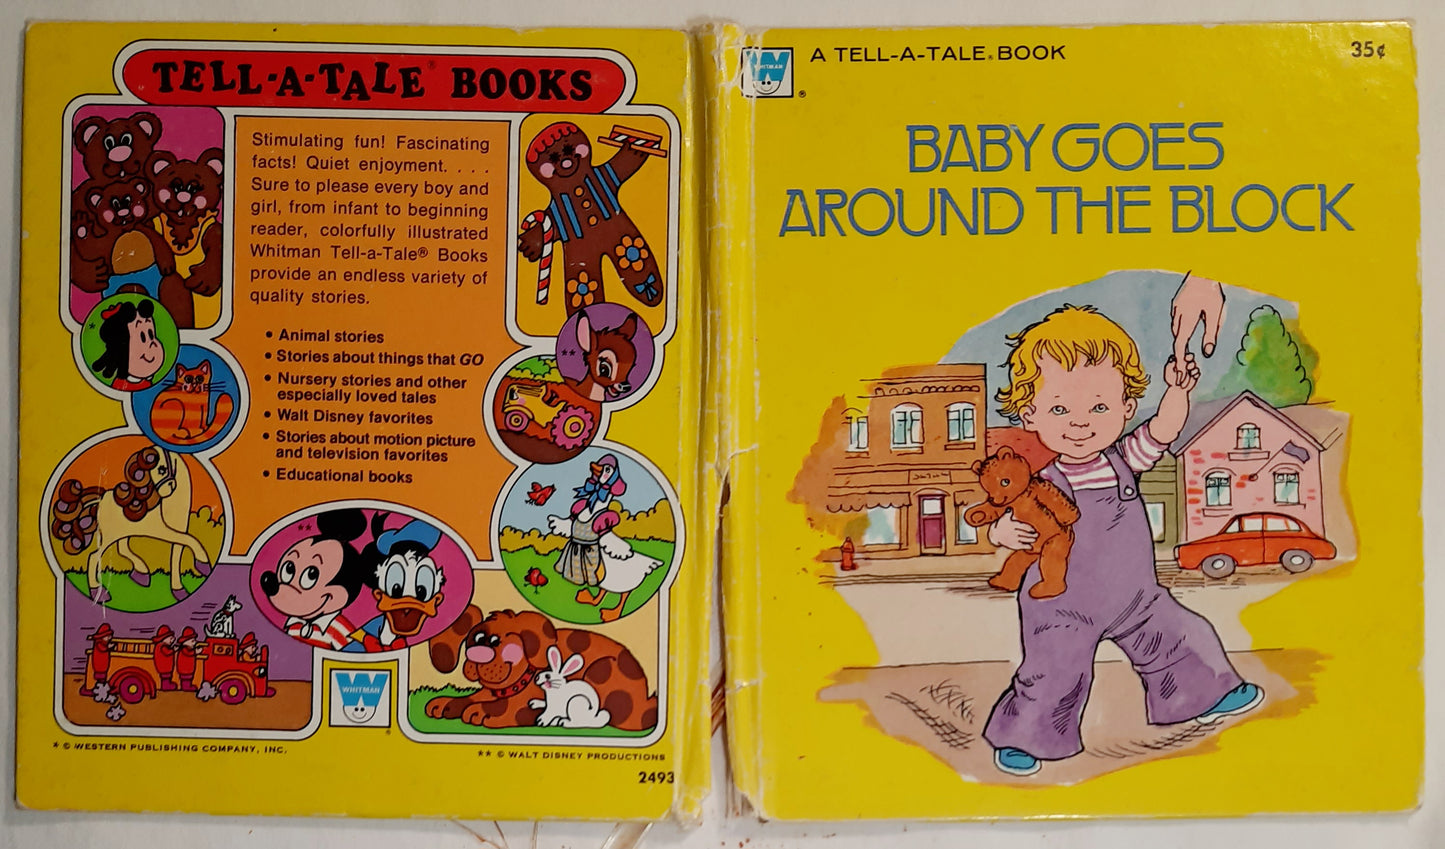 TELL-A-TALE® BOOKS
Stimulating fun! Fascinating
facts! Quiet enjoyment. . . .
Sure to please every boy and
girl, from infant to beginning
reader, colorfully illustrated
Whitman Tell-a-Tale® Books
provide an endless variety of
quality stories.
• Animal stories
• Stories about things that GO
• Nursery stories and other
especially loved tales
• Walt Disney favorites
• Stories about motion picture
and television favorites
• Educational books
*
**
**
WHITMAN
®
* © WESTERN PUBLISHING COMPANY, INC.
** © WALT DISNEY PRODUCTIONS
2493
WHITMAN
®
A TELL-A-TALE® BOOK
35¢
BABY GOES
AROUND THE BLOCK